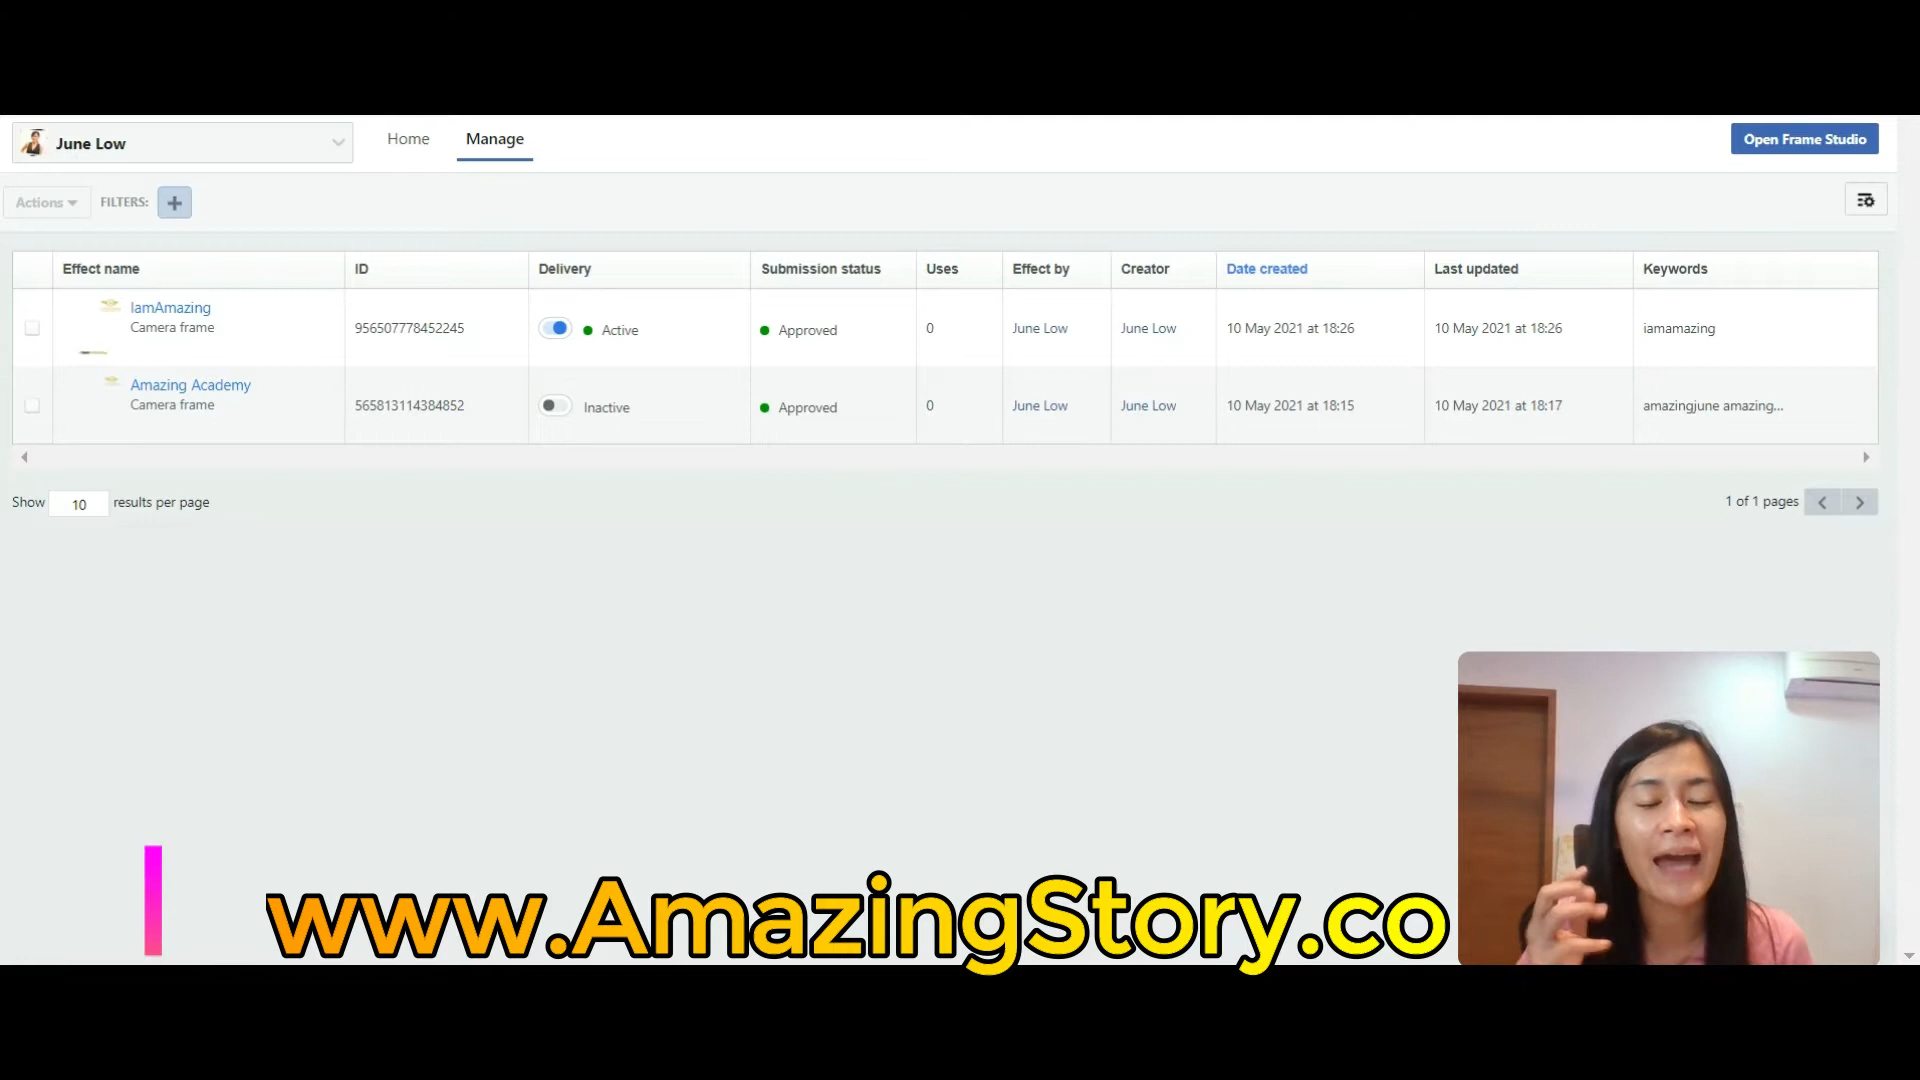 June Low
Home
Manage
Open Frame Studio
Actions
FILTERS:
Effect name
ID
Delivery
Submission status
Uses
Effect by
Creator
Date created
Last updated
Keywords
IamAmazing
Camera frame
956507778452245
Active
Approved
0
June Low
June Low
10 May 2021 at 18:26
10 May 2021 at 18:26
iamamazing
Amazing Academy
Camera frame
565813114384852
Inactive
Approved
0
June Low
June Low
10 May 2021 at 18:15
10 May 2021 at 18:17
amazingjune amazing...
Show 10 results per page
1 of 1 pages
www.AmazingStory.co